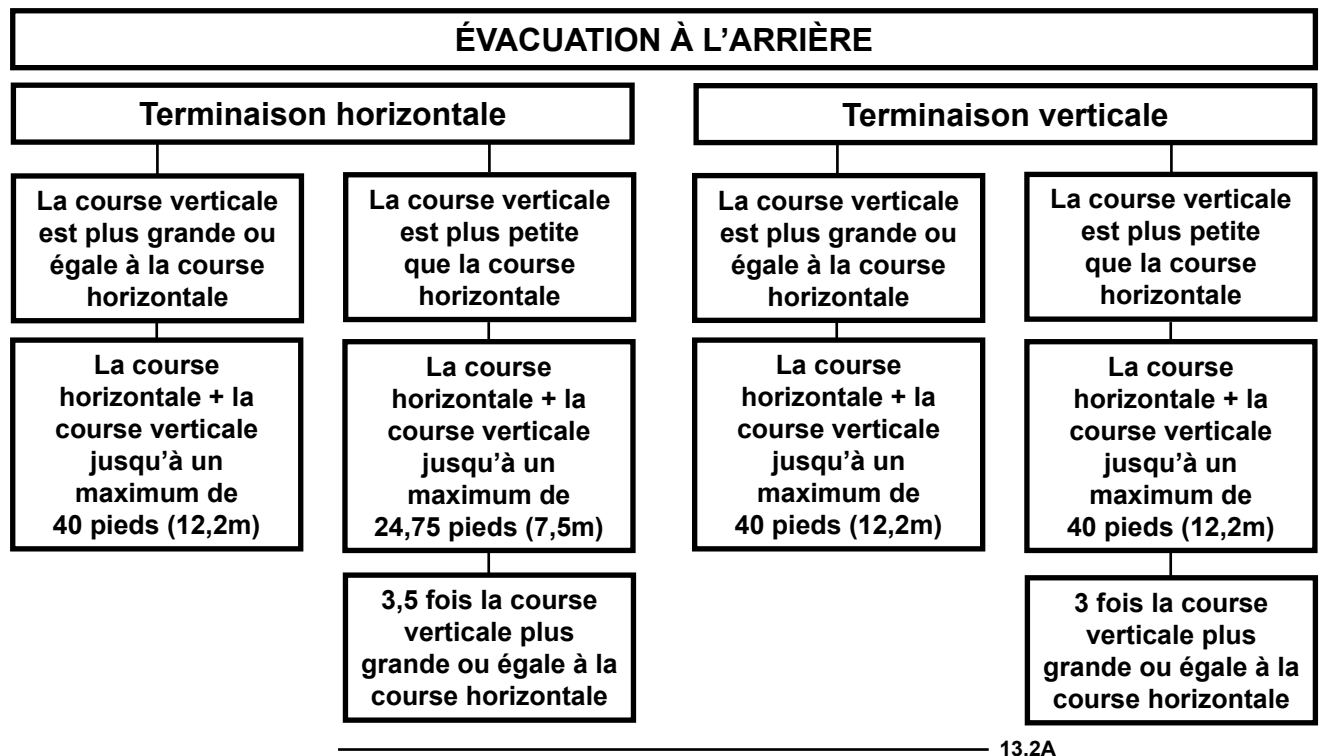 ÉVACUATION À L’ARRIÈRE
Terminaison horizontale
La course verticale
est plus grande ou
égale à la course
horizontale
La course
horizontale + la
course verticale
jusqu’à un
maximum de
40 pieds (12,2m)
La course verticale
est plus petite
que la course
horizontale
La course
horizontale + la
course verticale
jusqu’à un
maximum de
24,75 pieds (7,5m)
3,5 fois la course
verticale plus
grande ou égale à la
course horizontale
Terminaison verticale
La course verticale
est plus grande ou
égale à la course
horizontale
La course
horizontale + la
course verticale
jusqu’à un
maximum de
40 pieds (12,2m)
La course verticale
est plus petite
que la course
horizontale
La course
horizontale + la
course verticale
jusqu’à un
maximum de
40 pieds (12,2m)
3 fois la course
verticale plus
grande ou égale à la
course horizontale
13.2A